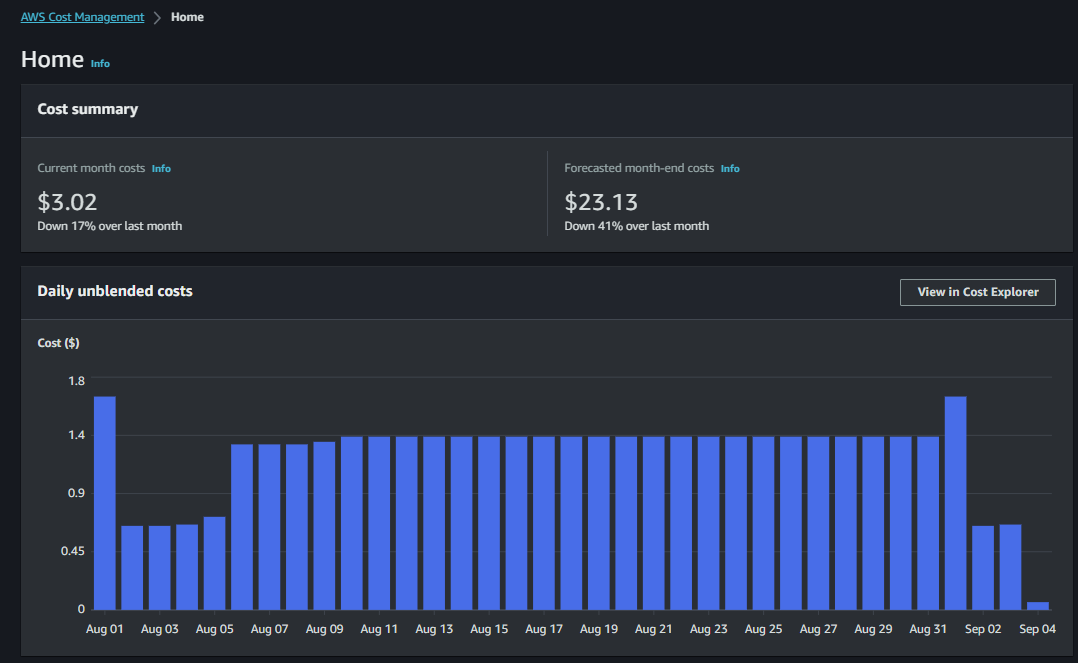 AWS Cost Management > Home
Home Info
Cost summary
Current month costs Info
$3.02
Down 17% over last month
Forecasted month-end costs Info
$23.13
Down 41% over last month
Daily unblended costs
View in Cost Explorer
Cost ($)
1.8
1.4
0.9
0.45
0
Aug 01 Aug 03 Aug 05 Aug 07 Aug 09 Aug 11 Aug 13 Aug 15 Aug 17 Aug 19 Aug 21 Aug 23 Aug 25 Aug 27 Aug 29 Aug 31 Sep 02 Sep 04